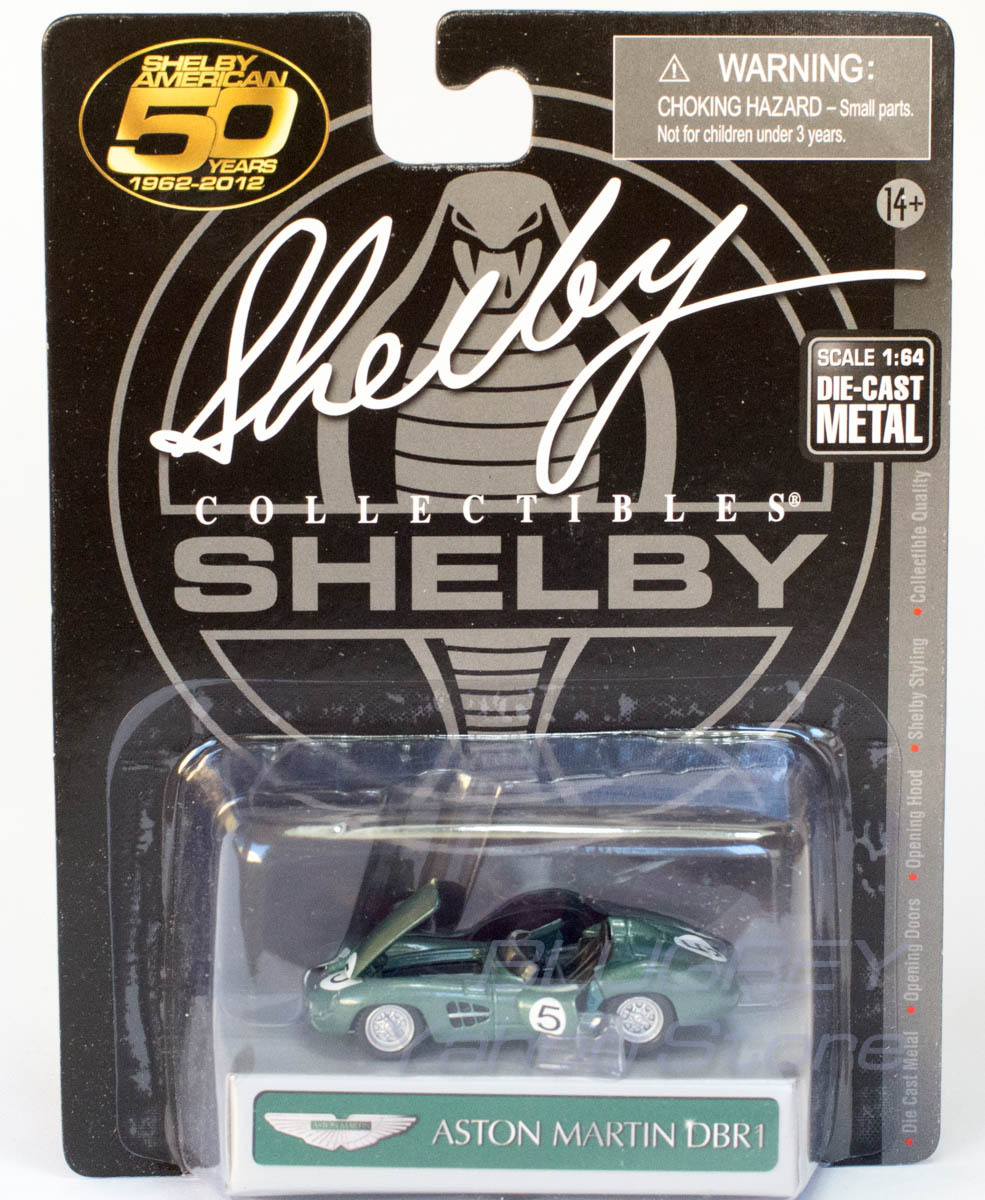 SHELBY
AMERICAN
50
YEARS
1962-2012
WARNING:
CHOKING HAZARD – Small parts.
Not for children under 3 years.
14+
Shelby
SCALE 1:64
DIE-CAST
METAL
COLLECTIBLES®
SHELBY
• Die Cast Metal • Opening Doors • Opening Hood • Shelby Styling • Collectible Quality
5
ASTON MARTIN
ASTON MARTIN DBR1